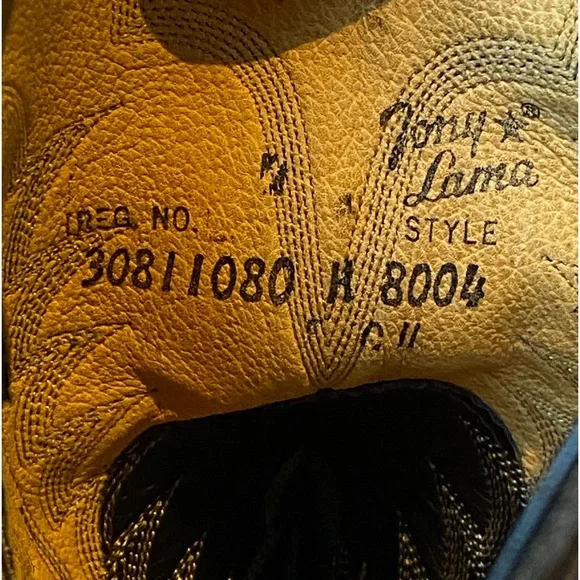 Tony ★ ®
Lama
REG. NO.
STYLE
30811080 H 8004